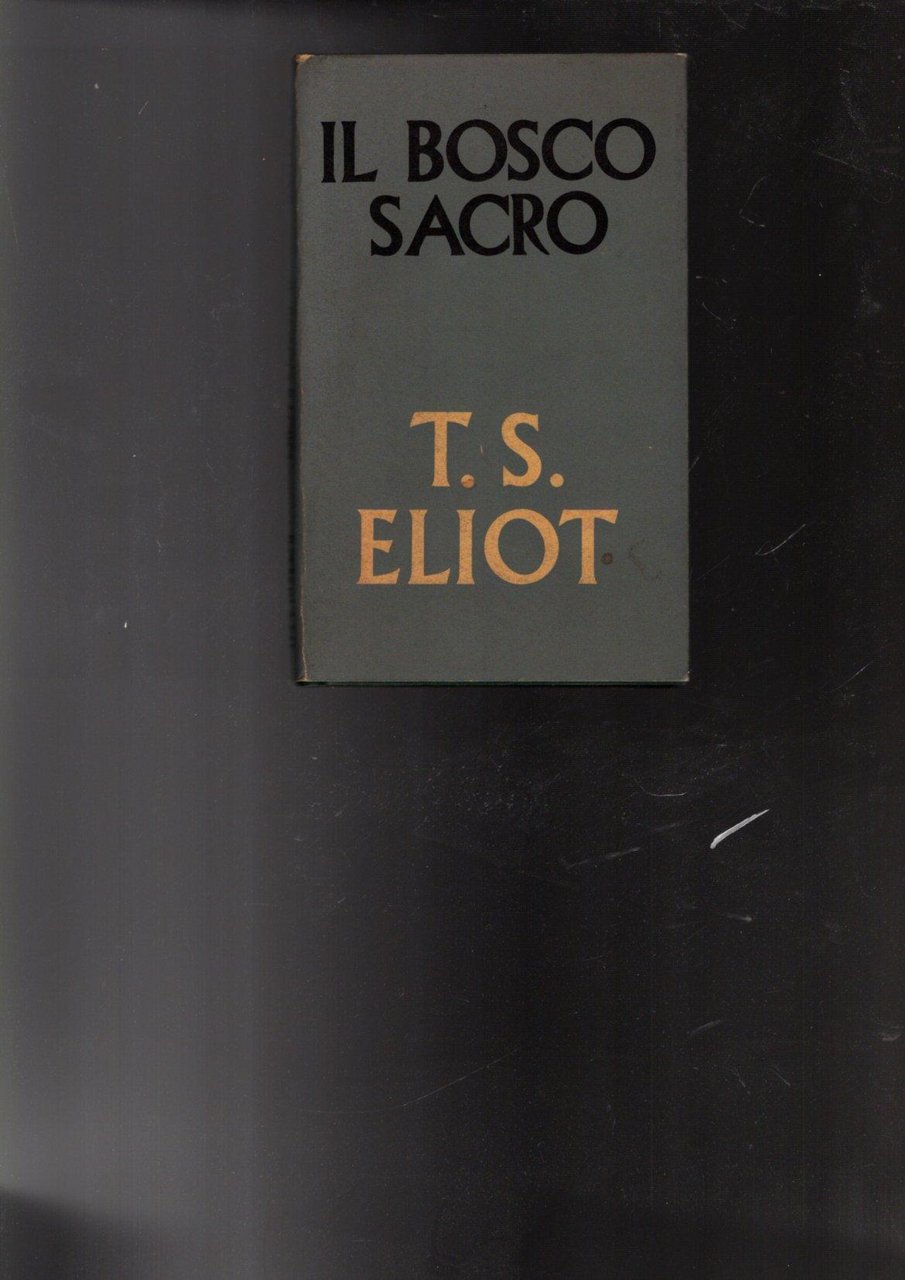 IL BOSCO
SACRO
T. S.
ELIOT